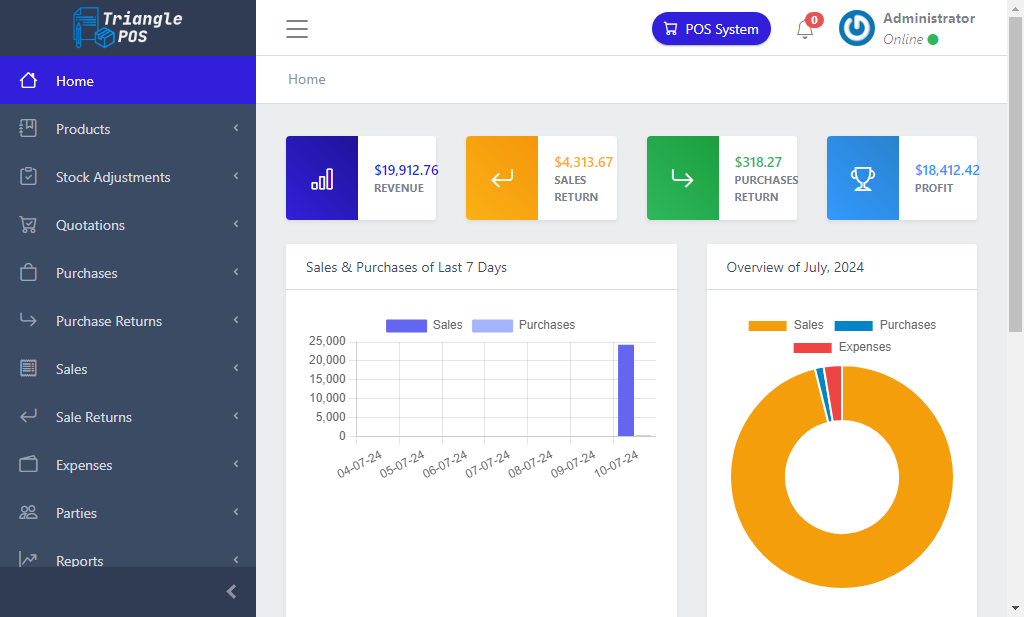 Triangle
POS
Home
Products
Stock Adjustments
Quotations
Purchases
Purchase Returns
Sales
Sale Returns
Expenses
Parties
Reports
POS System
0
Administrator
Online
Home
$19,912.76
REVENUE
$4,313.67
SALES
RETURN
$318.27
PURCHASES
RETURN
$18,412.42
PROFIT
Sales & Purchases of Last 7 Days
Sales Purchases
25,000
20,000
15,000
10,000
5,000
0
04-07-24 05-07-24 06-07-24 07-07-24 08-07-24 09-07-24 10-07-24
Overview of July, 2024
Sales Purchases
Expenses